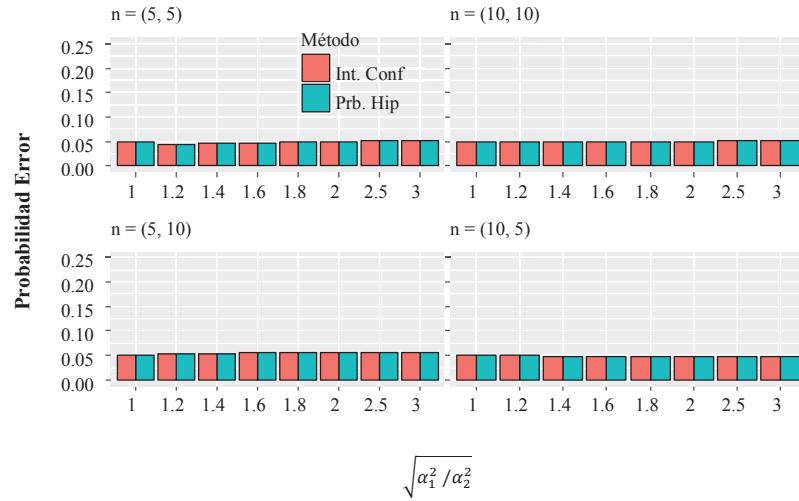 n = (5, 5)
n = (10, 10)
Método
Int. Conf
Prb. Hip
0.25
0.20
0.15
0.10
0.05
0.00
1 1.2 1.4 1.6 1.8 2 2.5 3
1 1.2 1.4 1.6 1.8 2 2.5 3
n = (5, 10)
n = (10, 5)
0.25
0.20
0.15
0.10
0.05
0.00
1 1.2 1.4 1.6 1.8 2 2.5 3
1 1.2 1.4 1.6 1.8 2 2.5 3
Probabilidad Error
√α₁² /α₂²